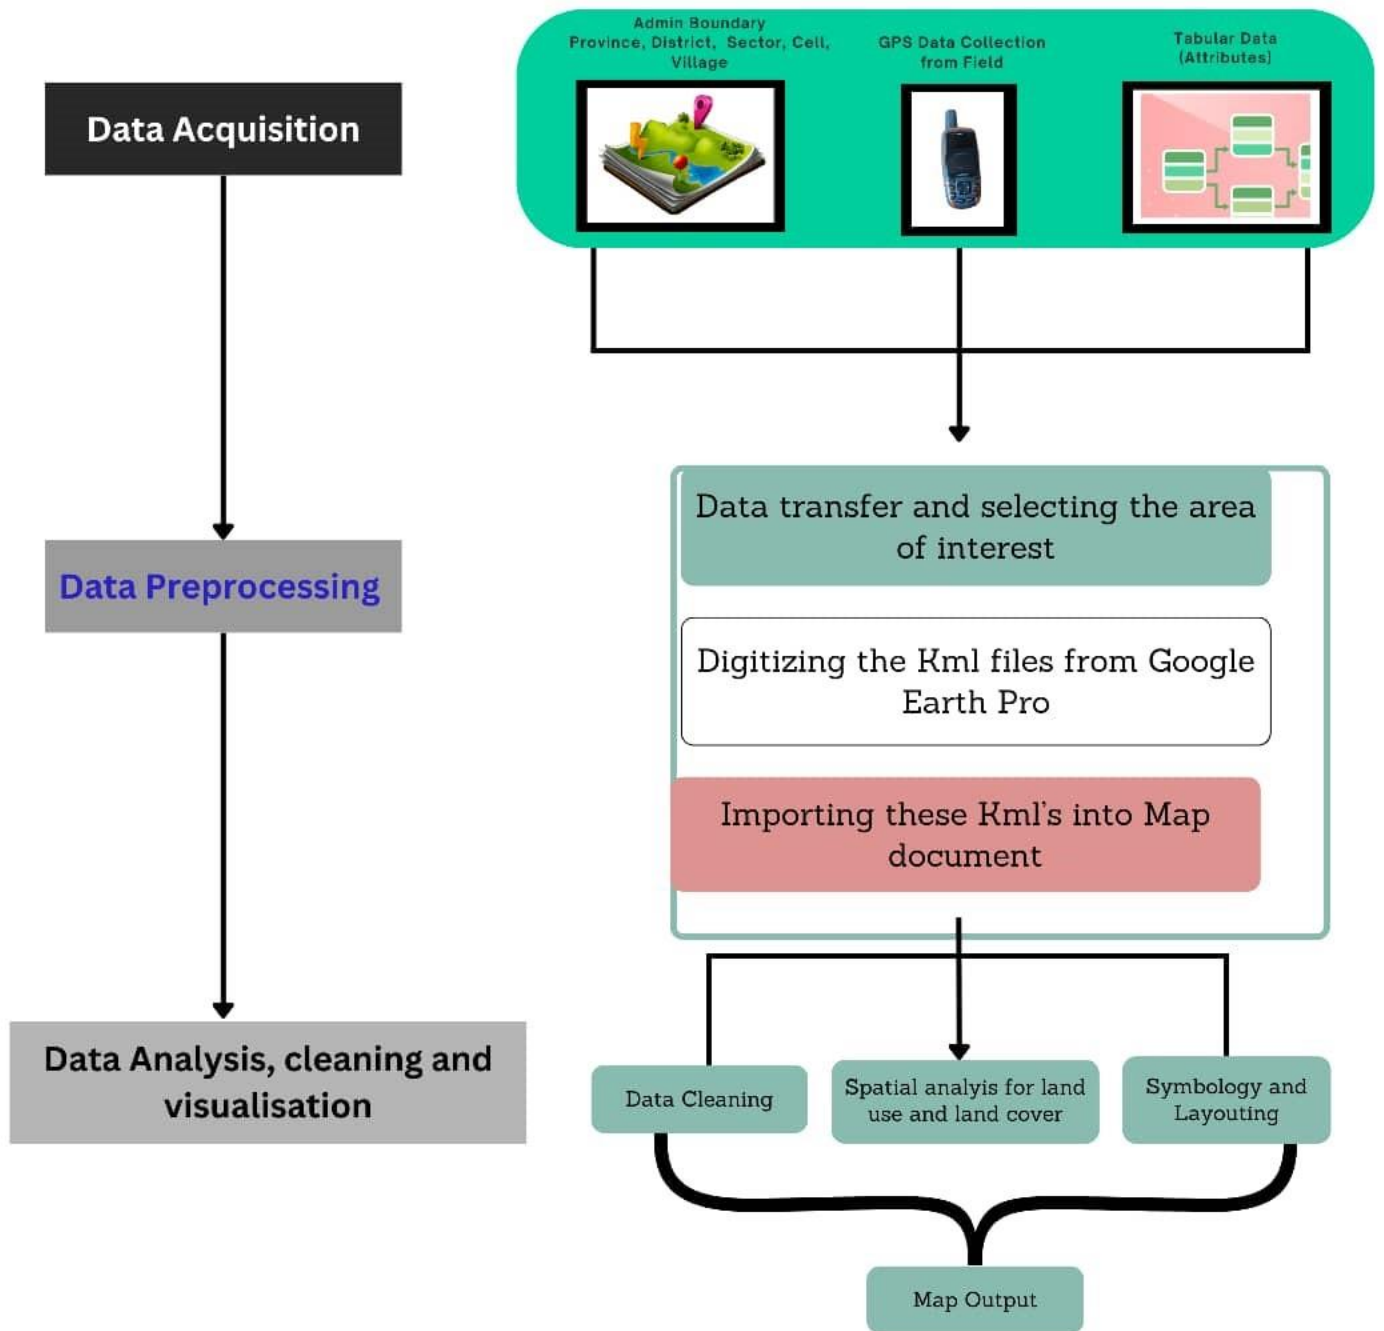 Admin Boundary
Province, District, Sector, Cell,
Village
GPS Data Collection
from Field
Tabular Data
(Attributes)
Data Acquisition
Data transfer and selecting the area
of interest
Data Preprocessing
Digitizing the Kml files from Google
Earth Pro
Importing these Kml's into Map
document
Data Analysis, cleaning and
visualisation
Data Cleaning
Spatial analyis for land
use and land cover
Symbology and
Layouting
Map Output